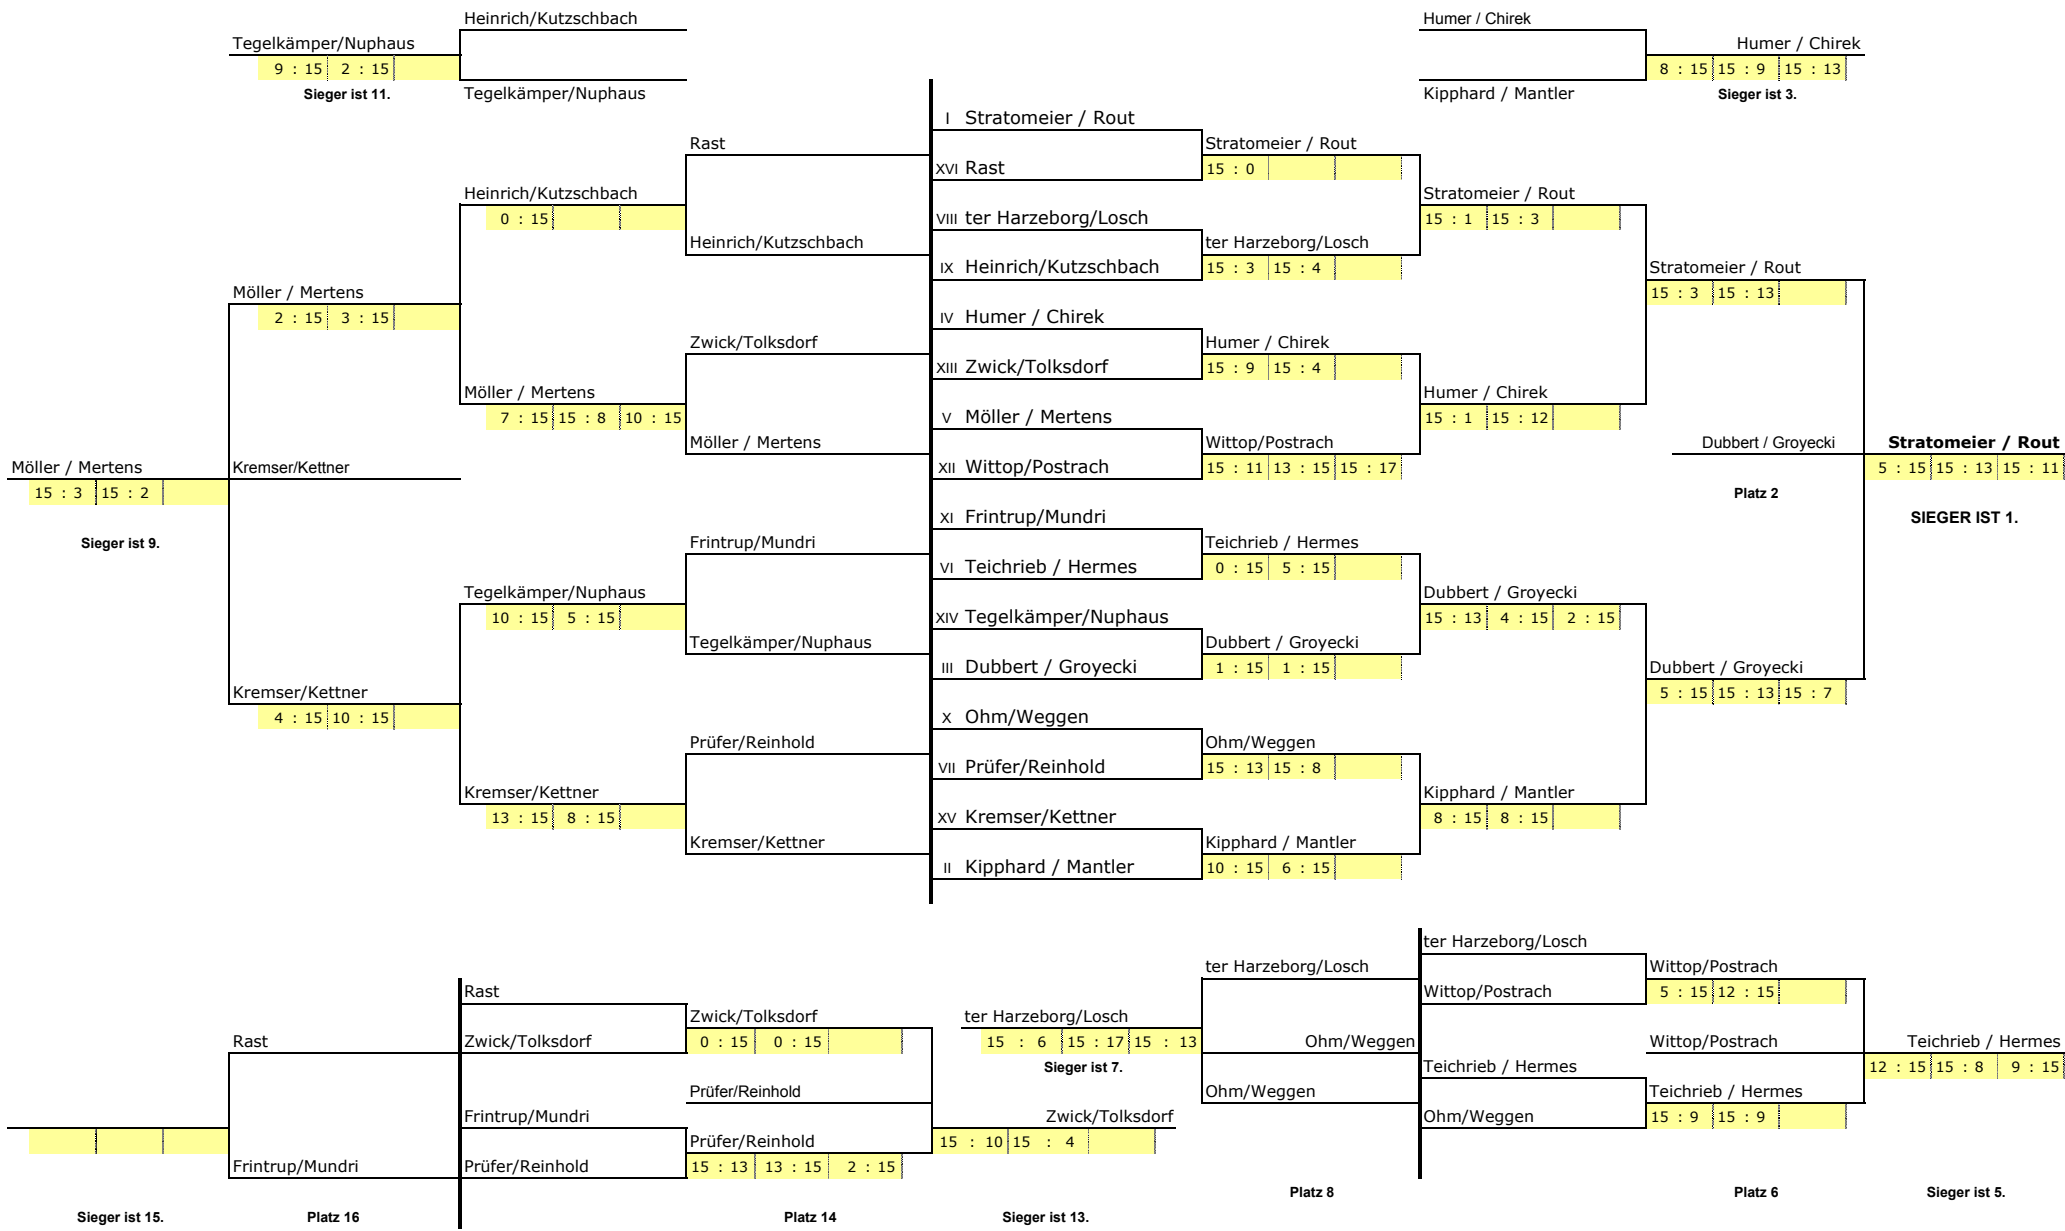 Heinrich/Kutzschbach Humer / Chirek
Tegelkämper/Nuphaus Humer / Chirek
9 : 15 2 : 15 8 : 15 15 : 9 15 : 13
Sieger ist 11. Tegelkämper/Nuphaus Kipphard / Mantler Sieger ist 3.
I Stratomeier / Rout
Rast Stratomeier / Rout
XVI Rast 15 : 0
Heinrich/Kutzschbach Stratomeier / Rout
0 : 15 VIII ter Harzeborg/Losch 15 : 1 15 : 3
Heinrich/Kutzschbach ter Harzeborg/Losch
IX Heinrich/Kutzschbach 15 : 3 15 : 4 Stratomeier / Rout
Möller / Mertens 15 : 3 15 : 13
2 : 15 3 : 15 IV Humer / Chirek
Zwick/Tolksdorf Humer / Chirek
XIII Zwick/Tolksdorf 15 : 9 15 : 4
Möller / Mertens Humer / Chirek
7 : 15 15 : 8 10 : 15 V Möller / Mertens 15 : 1 15 : 12
Möller / Mertens Wittop/Postrach Dubbert / Groyecki Stratomeier / Rout
Möller / Mertens Kremser/Kettner XII Wittop/Postrach 15 : 11 13 : 15 15 : 17 5 : 15 15 : 13 15 : 11
15 : 3 15 : 2 Platz 2
XI Frintrup/Mundri SIEGER IST 1.
Sieger ist 9. Frintrup/Mundri Teichrieb / Hermes
VI Teichrieb / Hermes 0 : 15 5 : 15
Tegelkämper/Nuphaus Dubbert / Groyecki
10 : 15 5 : 15 XIV Tegelkämper/Nuphaus 15 : 13 4 : 15 2 : 15
Tegelkämper/Nuphaus Dubbert / Groyecki
III Dubbert / Groyecki 1 : 15 1 : 15 Dubbert / Groyecki
Kremser/Kettner 5 : 15 15 : 13 15 : 7
4 : 15 10 : 15 X Ohm/Weggen
Prüfer/Reinhold Ohm/Weggen
VII Prüfer/Reinhold 15 : 13 15 : 8
Kremser/Kettner Kipphard / Mantler
13 : 15 8 : 15 XV Kremser/Kettner 8 : 15 8 : 15
Kremser/Kettner Kipphard / Mantler
II Kipphard / Mantler 10 : 15 6 : 15
ter Harzeborg/Losch
ter Harzeborg/Losch Wittop/Postrach
Rast Wittop/Postrach 5 : 15 12 : 15
Zwick/Tolksdorf ter Harzeborg/Losch
Rast Zwick/Tolksdorf 0 : 15 0 : 15 15 : 6 15 : 17 15 : 13 Ohm/Weggen Wittop/Postrach Teichrieb / Hermes
Sieger ist 7. Teichrieb / Hermes 12 : 15 15 : 8 9 : 15
Prüfer/Reinhold Ohm/Weggen Teichrieb / Hermes
Frintrup/Mundri Zwick/Tolksdorf Ohm/Weggen 15 : 9 15 : 9
Prüfer/Reinhold 15 : 10 15 : 4
Frintrup/Mundri Prüfer/Reinhold 15 : 13 13 : 15 2 : 15
Platz 8 Platz 6 Sieger ist 5.
Sieger ist 15. Platz 16 Platz 14 Sieger ist 13.